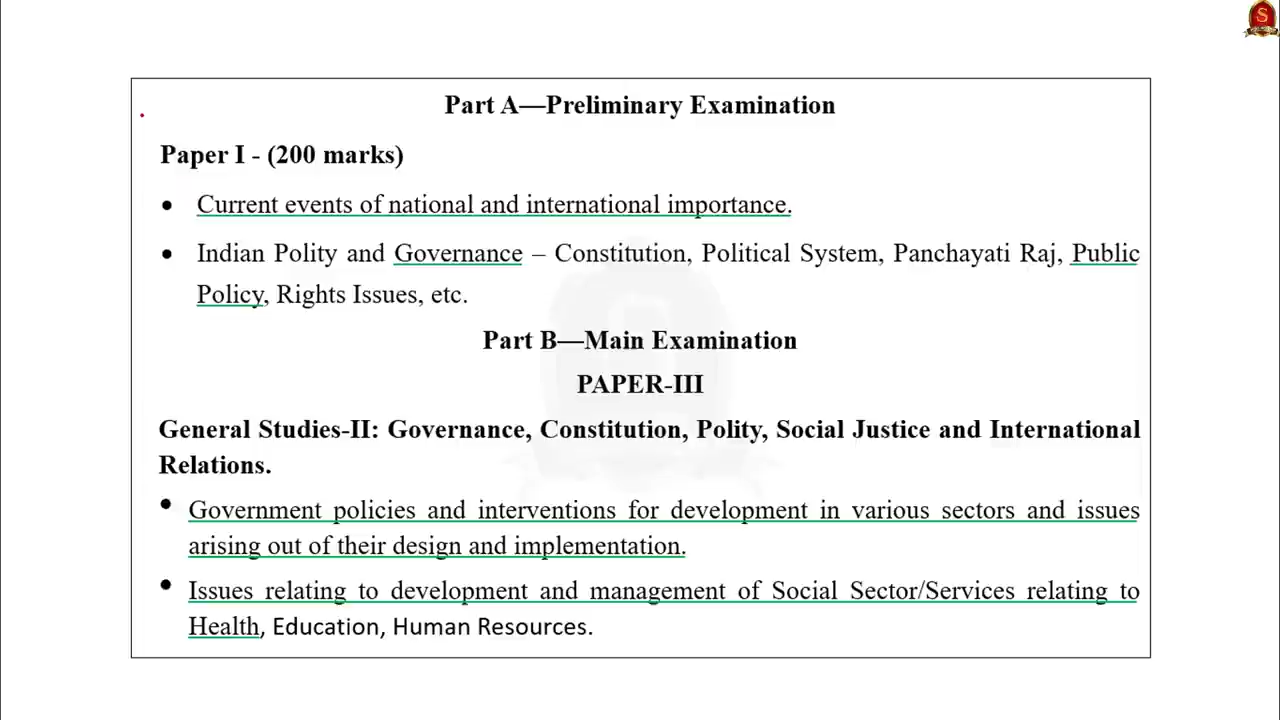 S
Part A—Preliminary Examination
Paper I - (200 marks)
• Current events of national and international importance.
• Indian Polity and Governance – Constitution, Political System, Panchayati Raj, Public
Policy, Rights Issues, etc.
Part B—Main Examination
PAPER-III
General Studies-II: Governance, Constitution, Polity, Social Justice and International
Relations.
• Government policies and interventions for development in various sectors and issues
arising out of their design and implementation.
• Issues relating to development and management of Social Sector/Services relating to
Health, Education, Human Resources.